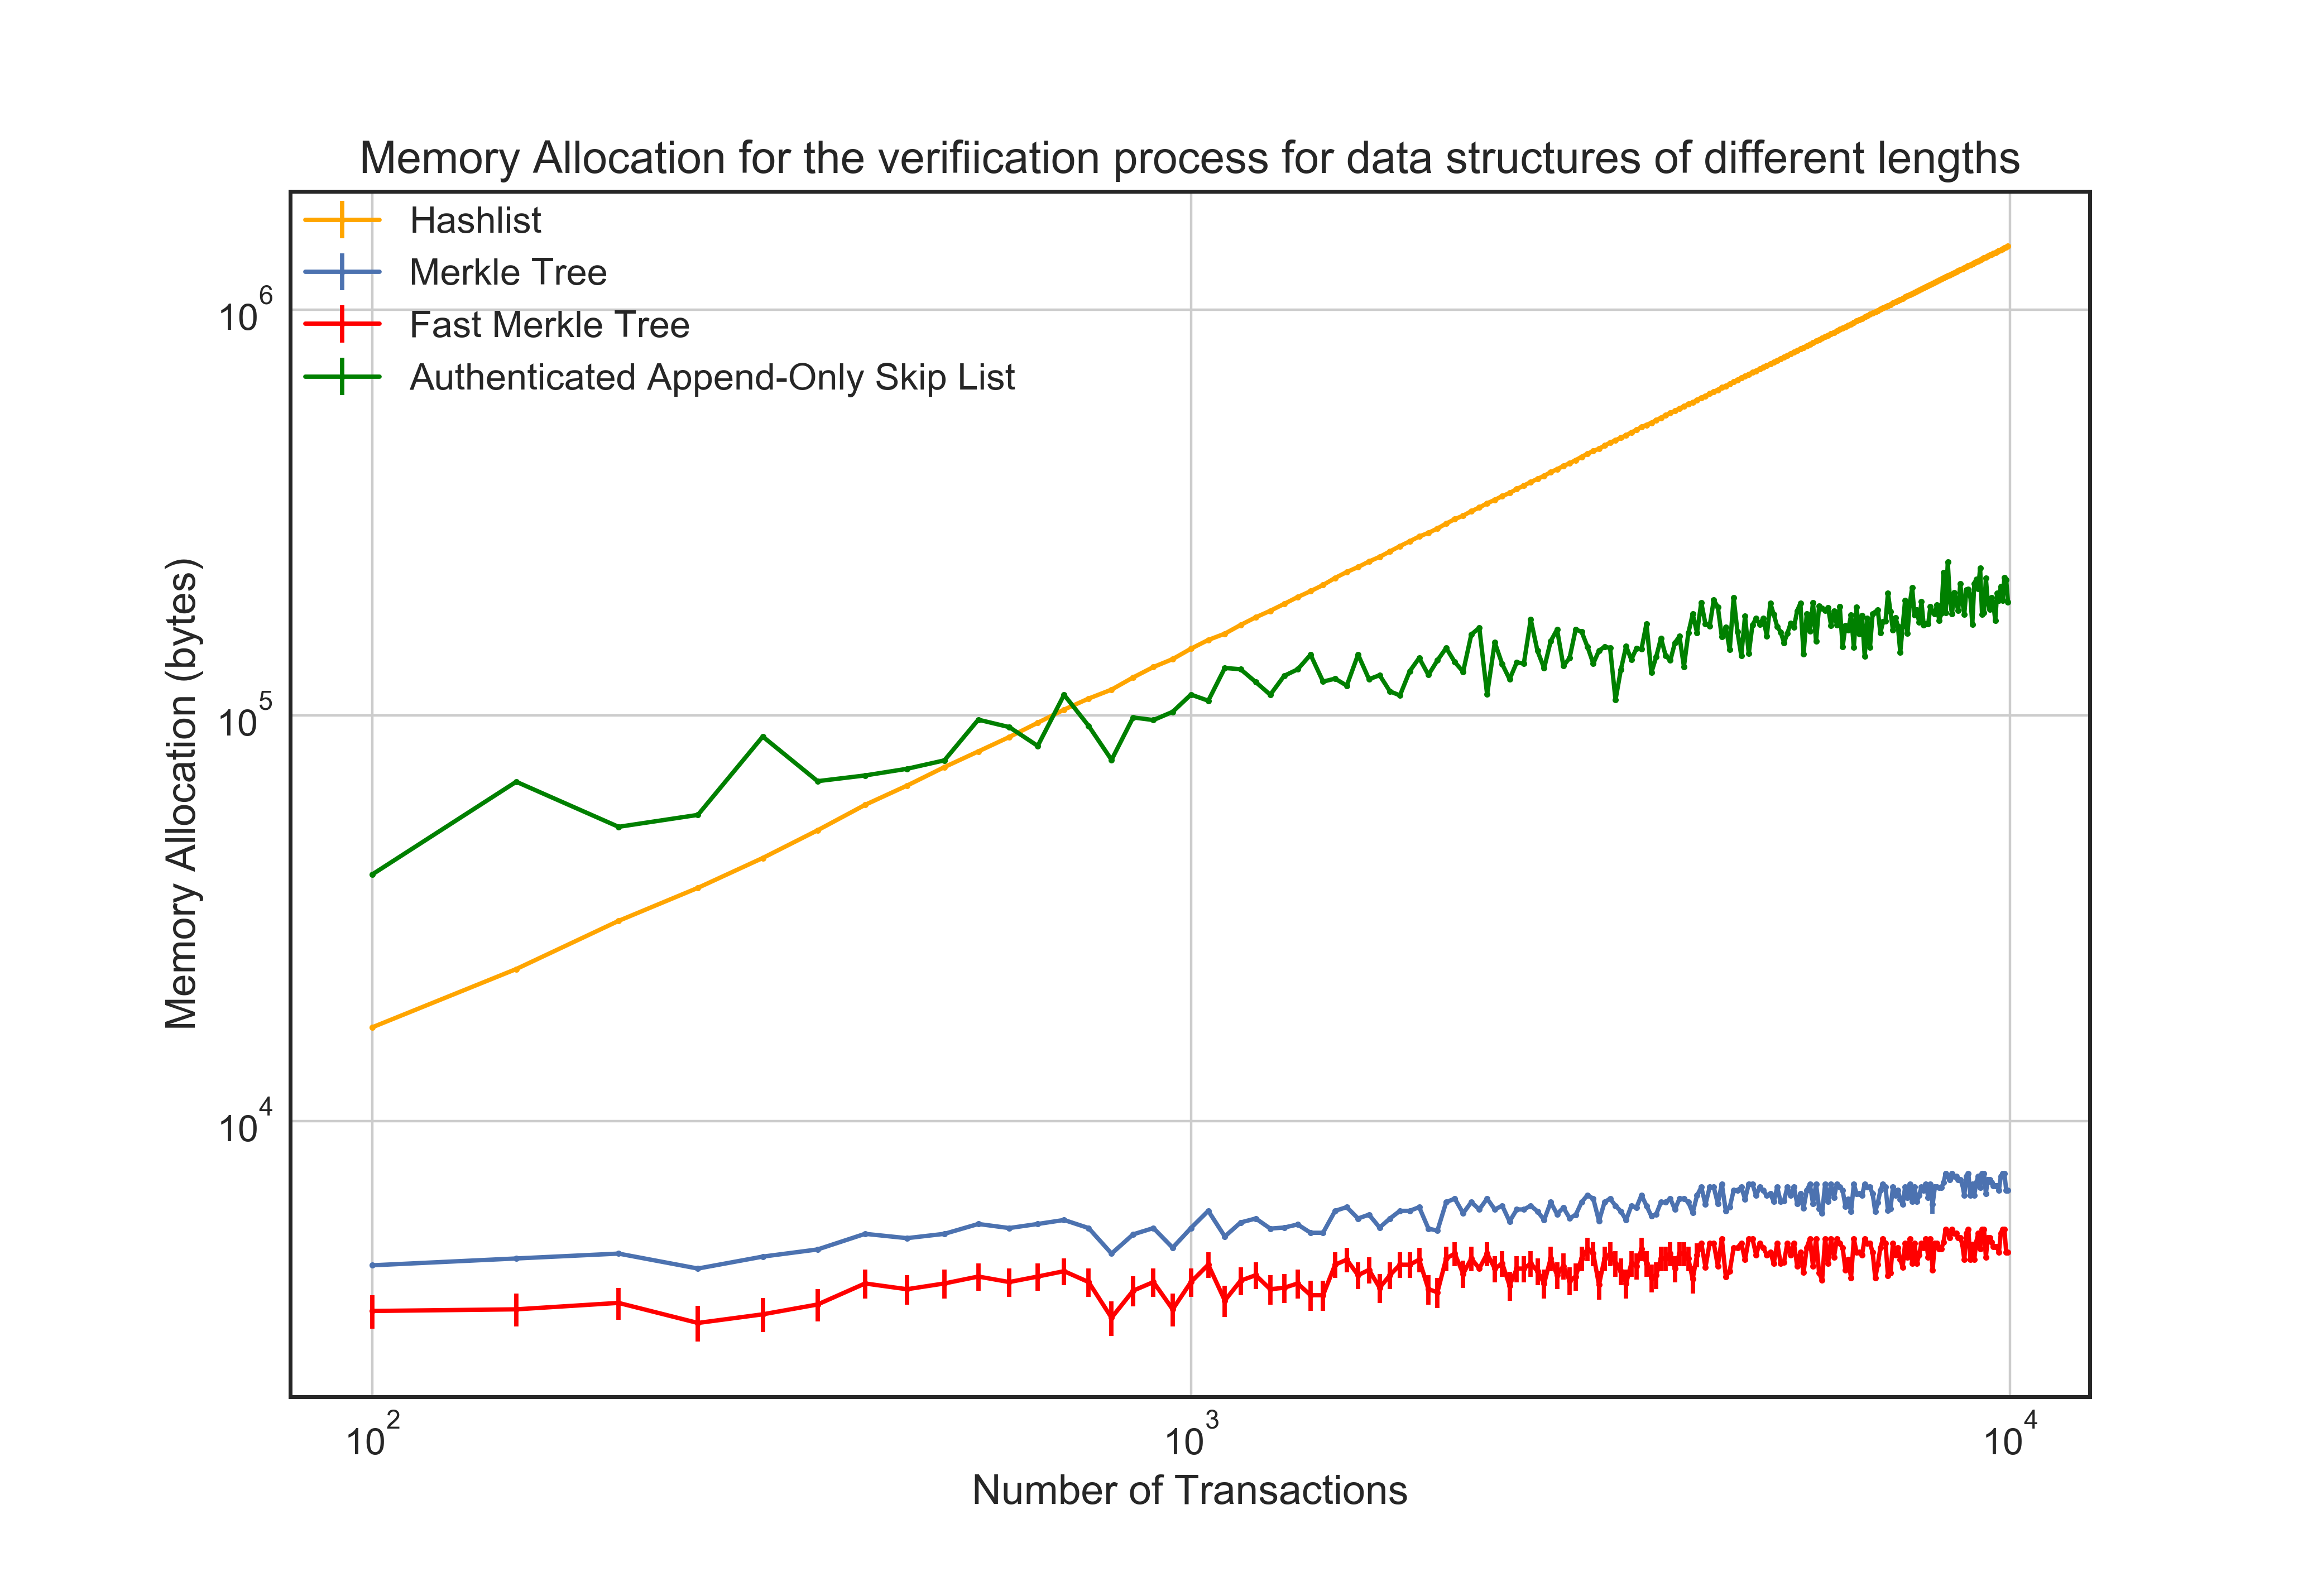 Memory Allocation for the verifiication process for data structures of different lengths
Hashlist
Merkle Tree
Fast Merkle Tree
Authenticated Append-Only Skip List
10^6
10^5
10^4
Memory Allocation (bytes)
10^2 10^3 10^4
Number of Transactions